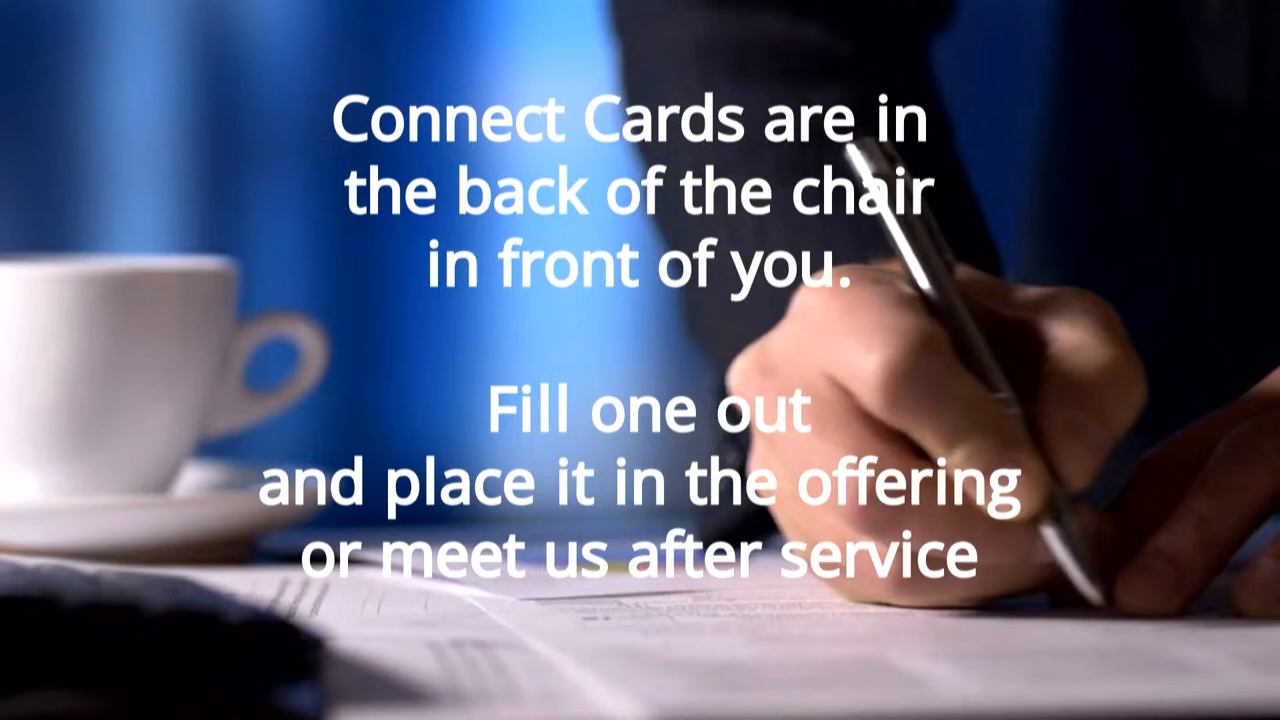 Connect Cards are in
the back of the chair
in front of you.
Fill one out
and place it in the offering
or meet us after service